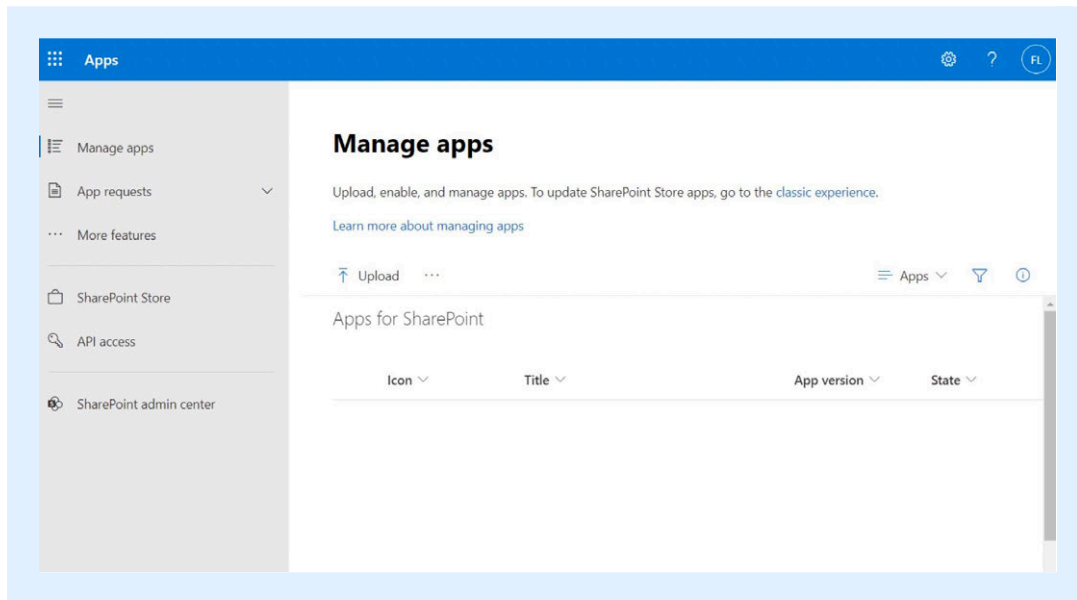 Apps
FL
Manage apps
App requests
More features
SharePoint Store
API access
SharePoint admin center
Manage apps
Upload, enable, and manage apps. To update SharePoint Store apps, go to the classic experience.
Learn more about managing apps
Upload ··· Apps
Apps for SharePoint
Icon Title App version State